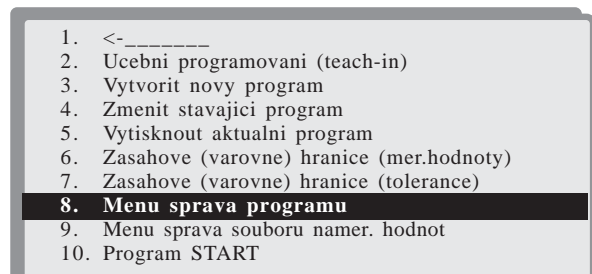 1. <-_______
2. Ucebni programovani (teach-in)
3. Vytvorit novy program
4. Zmenit stavajici program
5. Vytisknout aktualni program
6. Zasahove (varovne) hranice (mer.hodnoty)
7. Zasahove (varovne) hranice (tolerance)
8. Menu sprava programu
9. Menu sprava souboru namer. hodnot
10. Program START